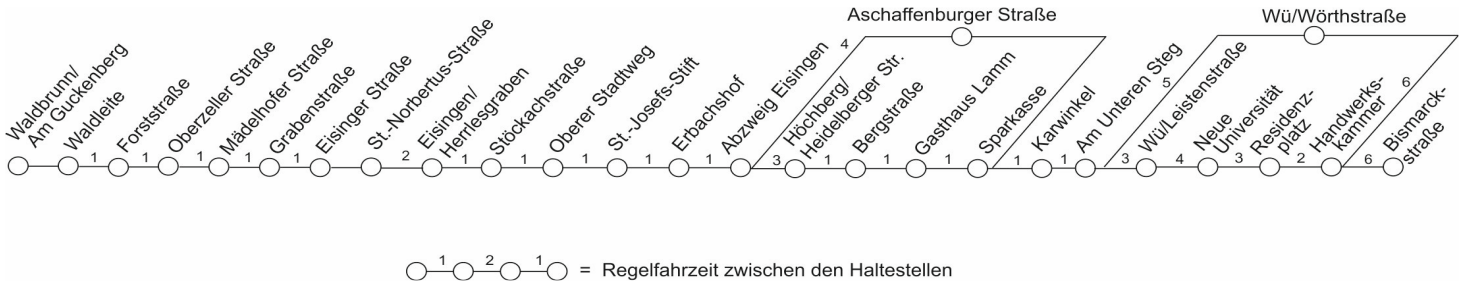 Aschaffenburger Straße
Wü/Wörthstraße
Waldbrunn/
Am Guckenberg
Waldleite
Forststraße
Oberzeller Straße
Mädelhofer Straße
Grabenstraße
Eisinger Straße
St.-Norbertus-Straße
Eisingen/
Herrlesgraben
Stöckachstraße
Oberer Stadtweg
St.-Josefs-Stift
Erbachshof
Abzweig Eisingen
Höchberg/
Heidelberger Str.
Bergstraße
Gasthaus Lamm
Sparkasse
Karwinkel
Am Unteren Steg
Wü/Leistenstraße
Neue
Universität
Residenz-
platz
Handwerks-
kammer
Bismarck-
straße
4
5
6
1 1 1 1 1 2 1 1 1 1 1 3 1 1 1 1 1 3 4 3 2 6
1 2 1 = Regelfahrzeit zwischen den Haltestellen